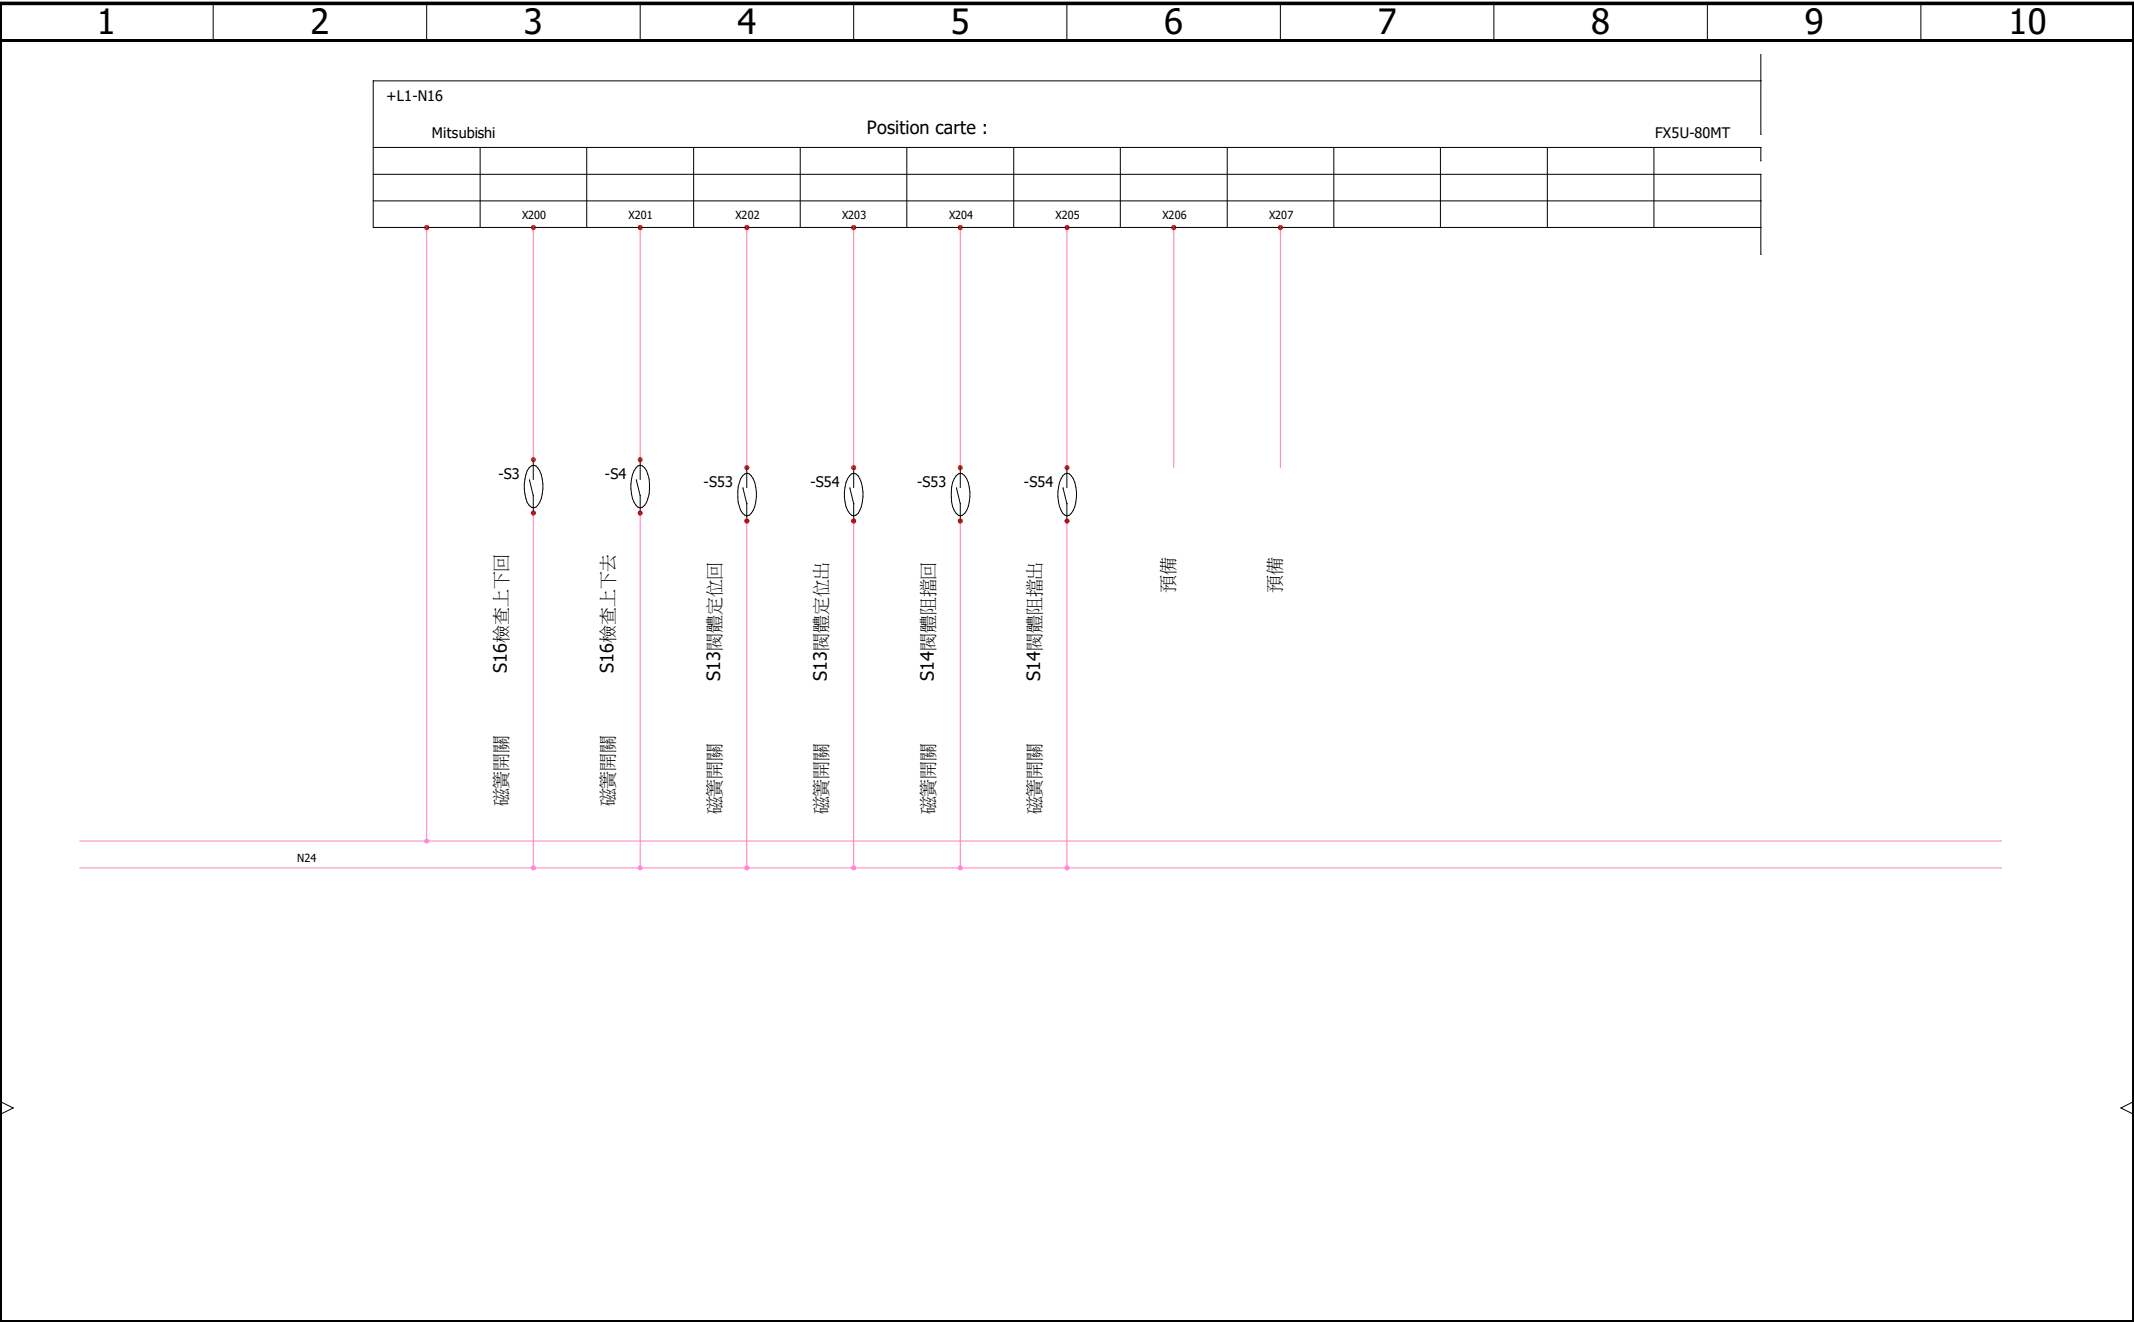 1 2 3 4 5 6 7 8 9 10
+L1-N16
Mitsubishi Position carte : FX5U-80MT
X200 X201 X202 X203 X204 X205 X206 X207
-S3
-S4
-S53
-S54
-S53
-S54
S16檢查上下回
S16檢查上下去
S13閥體定位回
S13閥體定位出
S14閥體阻擋回
S14閥體阻擋出
預備
預備
磁簧開關
磁簧開關
磁簧開關
磁簧開關
磁簧開關
磁簧開關
N24